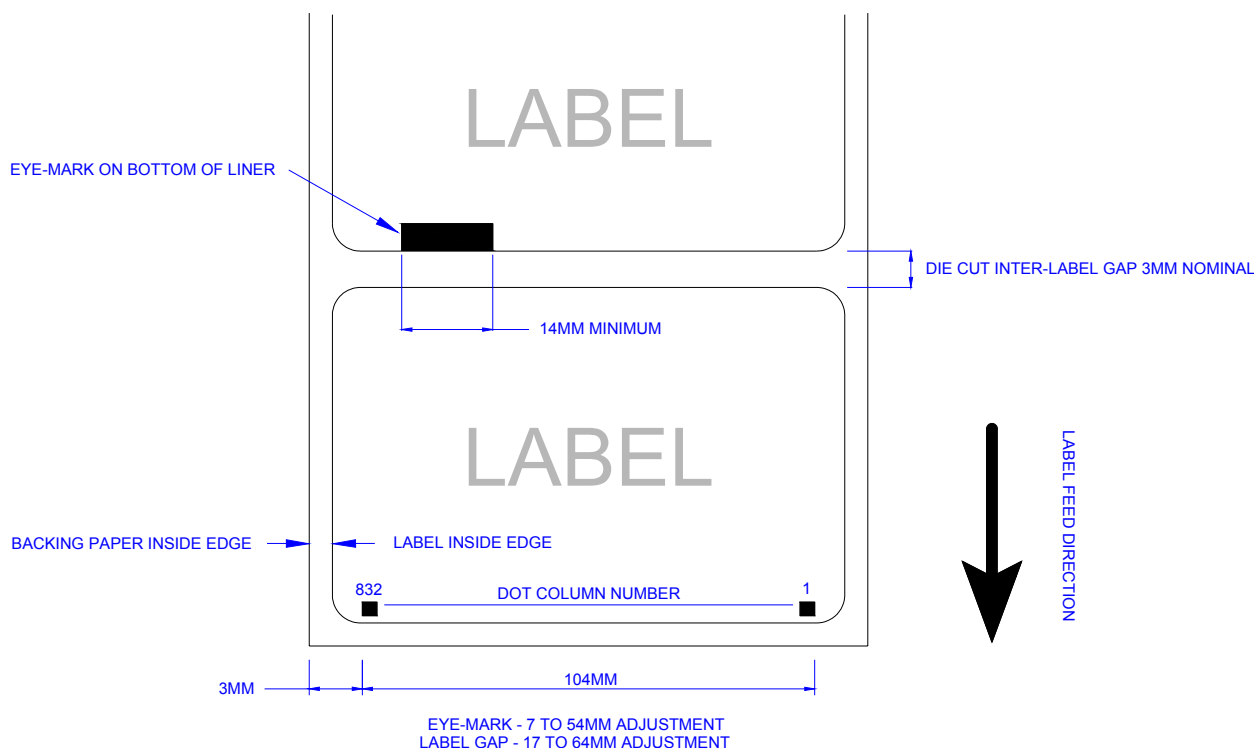 LABEL
EYE-MARK ON BOTTOM OF LINER
DIE CUT INTER-LABEL GAP 3MM NOMINAL
14MM MINIMUM
LABEL
LABEL FEED DIRECTION
BACKING PAPER INSIDE EDGE
LABEL INSIDE EDGE
832
DOT COLUMN NUMBER
1
3MM
104MM
EYE-MARK - 7 TO 54MM ADJUSTMENT
LABEL GAP - 17 TO 64MM ADJUSTMENT